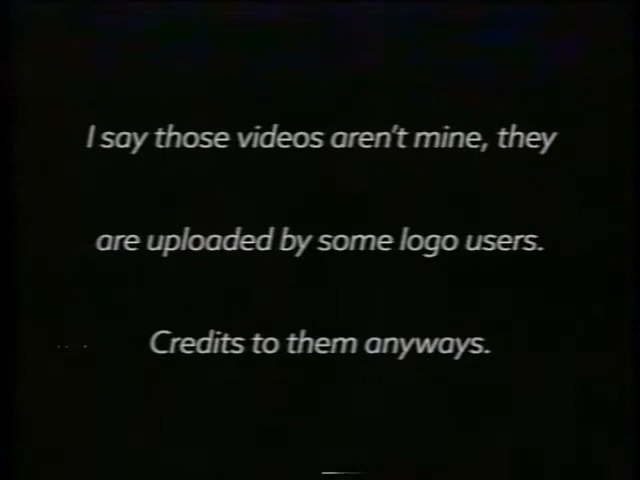 I say those videos aren't mine, they
are uploaded by some logo users.
Credits to them anyways.